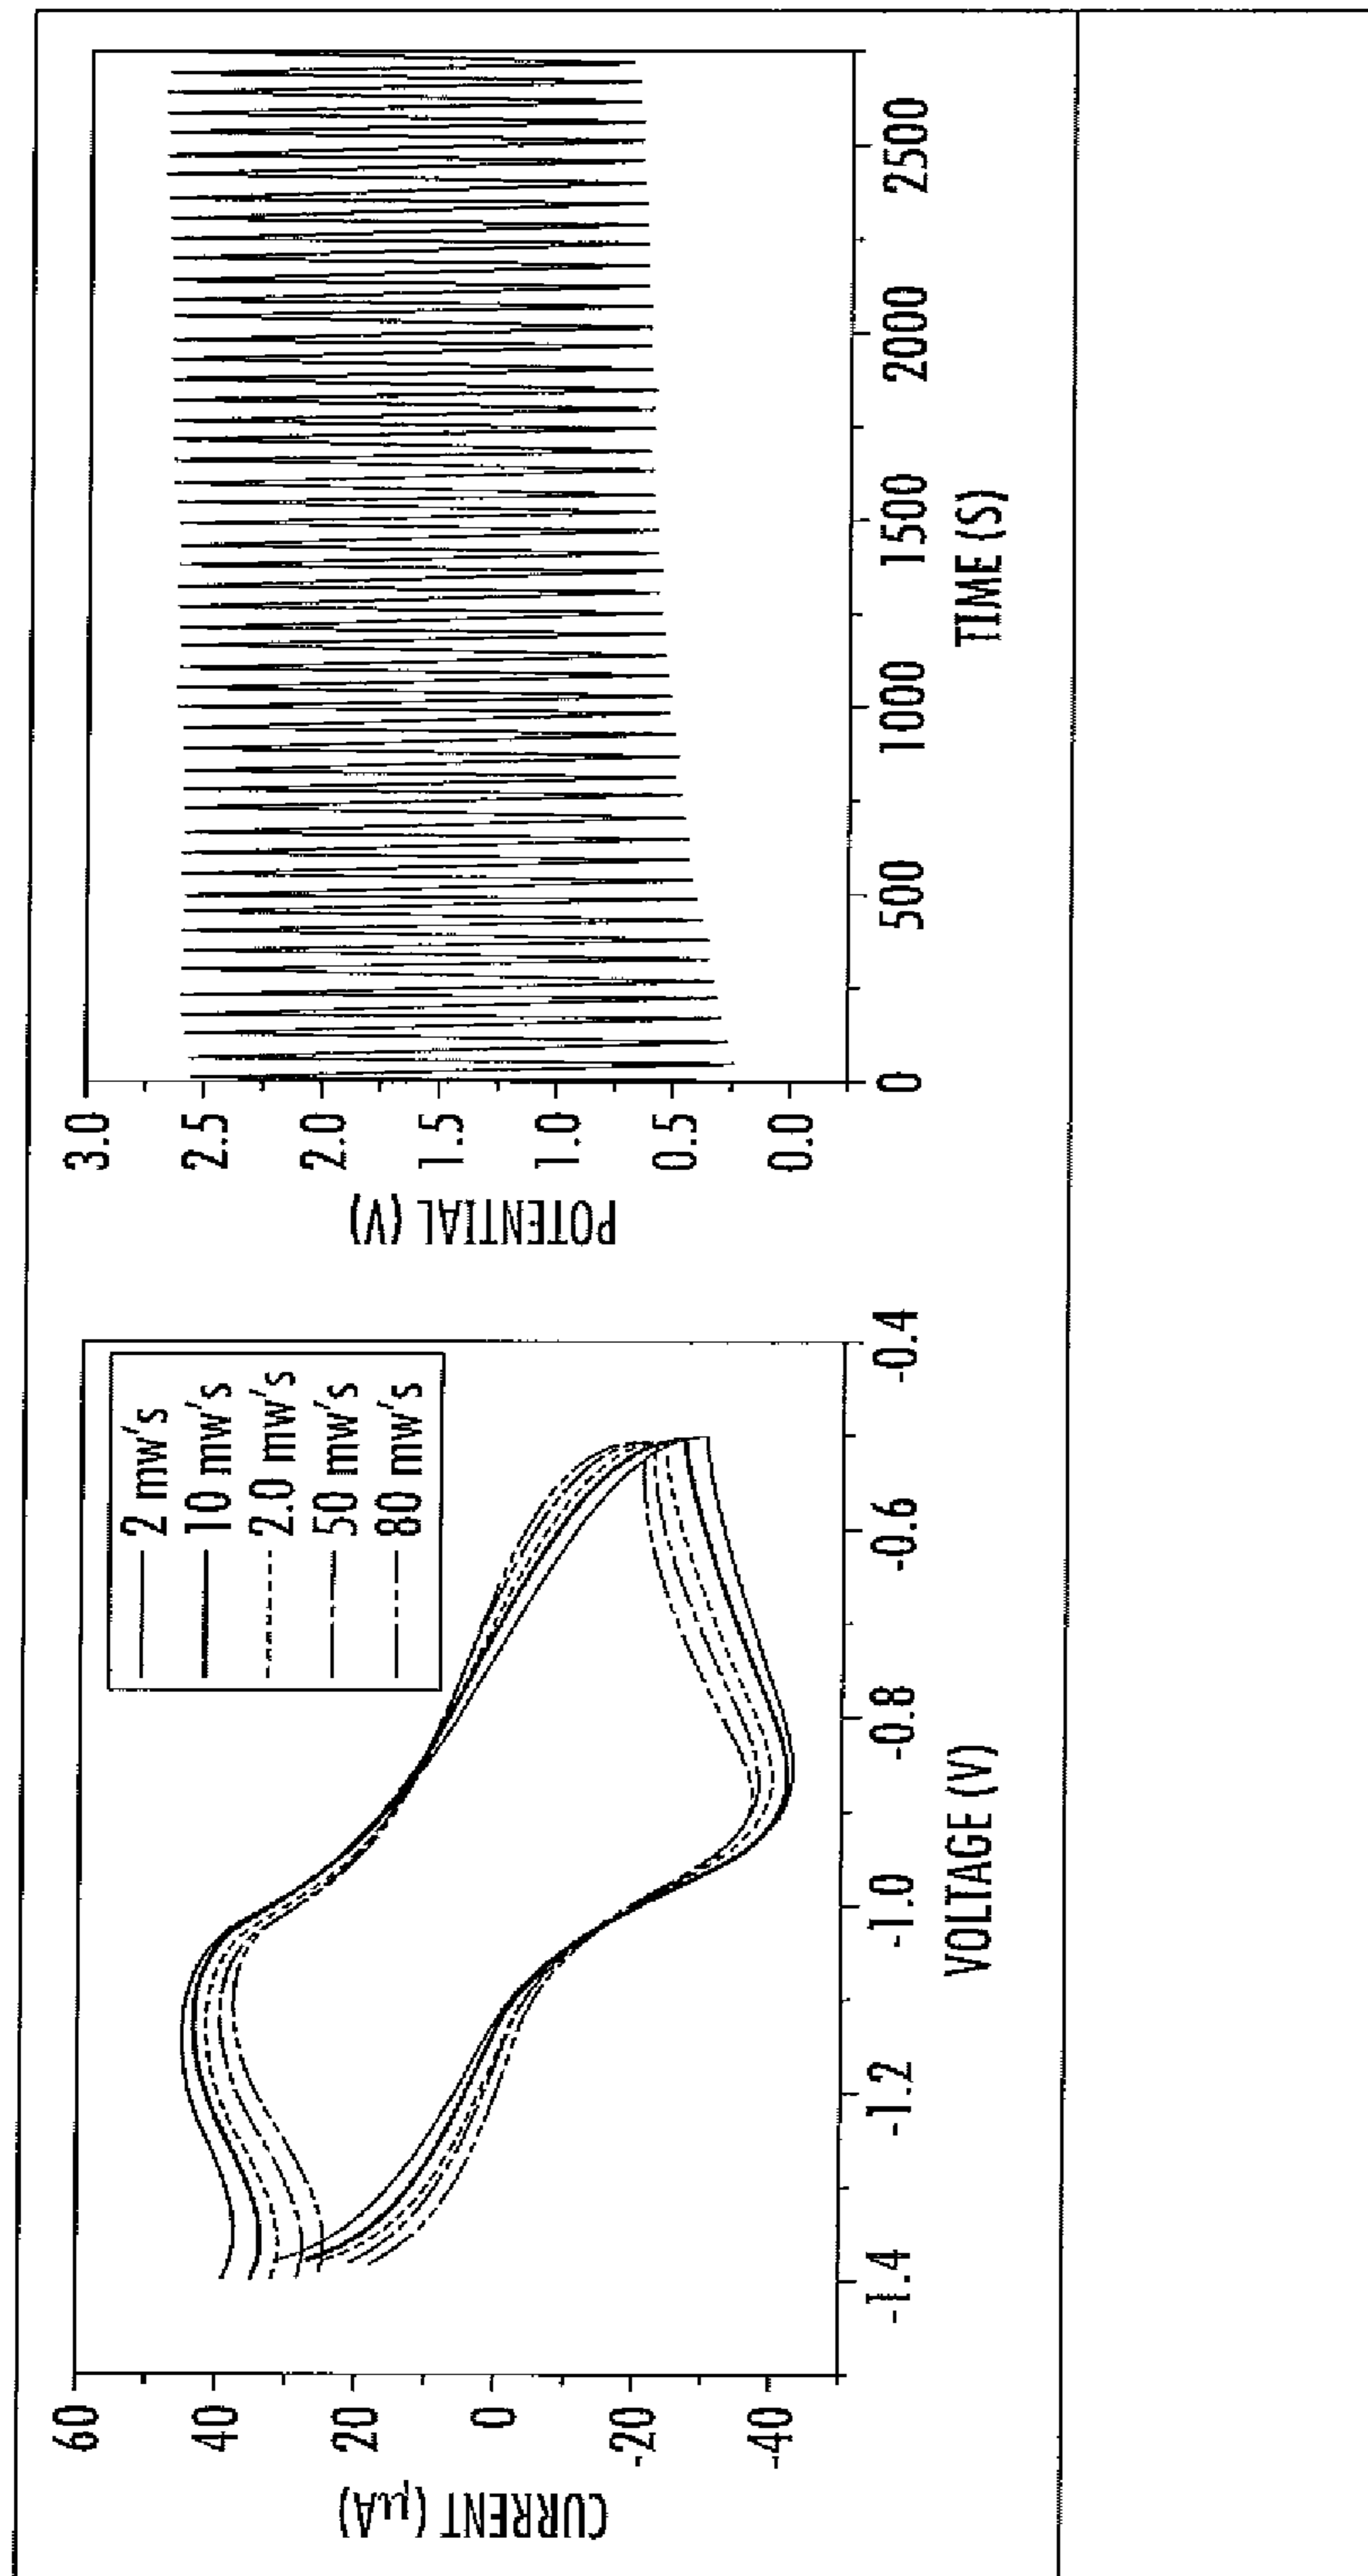 CURRENT (μA)
60
40
20
0
-20
-40
-1.4
-1.2
-1.0
-0.8
-0.6
-0.4
VOLTAGE (V)
2 mw's
10 mw's
2.0 mw's
50 mw's
80 mw's
POTENTIAL (V)
3.0
2.5
2.0
1.5
1.0
0.5
0.0
0
500
1000
1500
2000
2500
TIME (S)